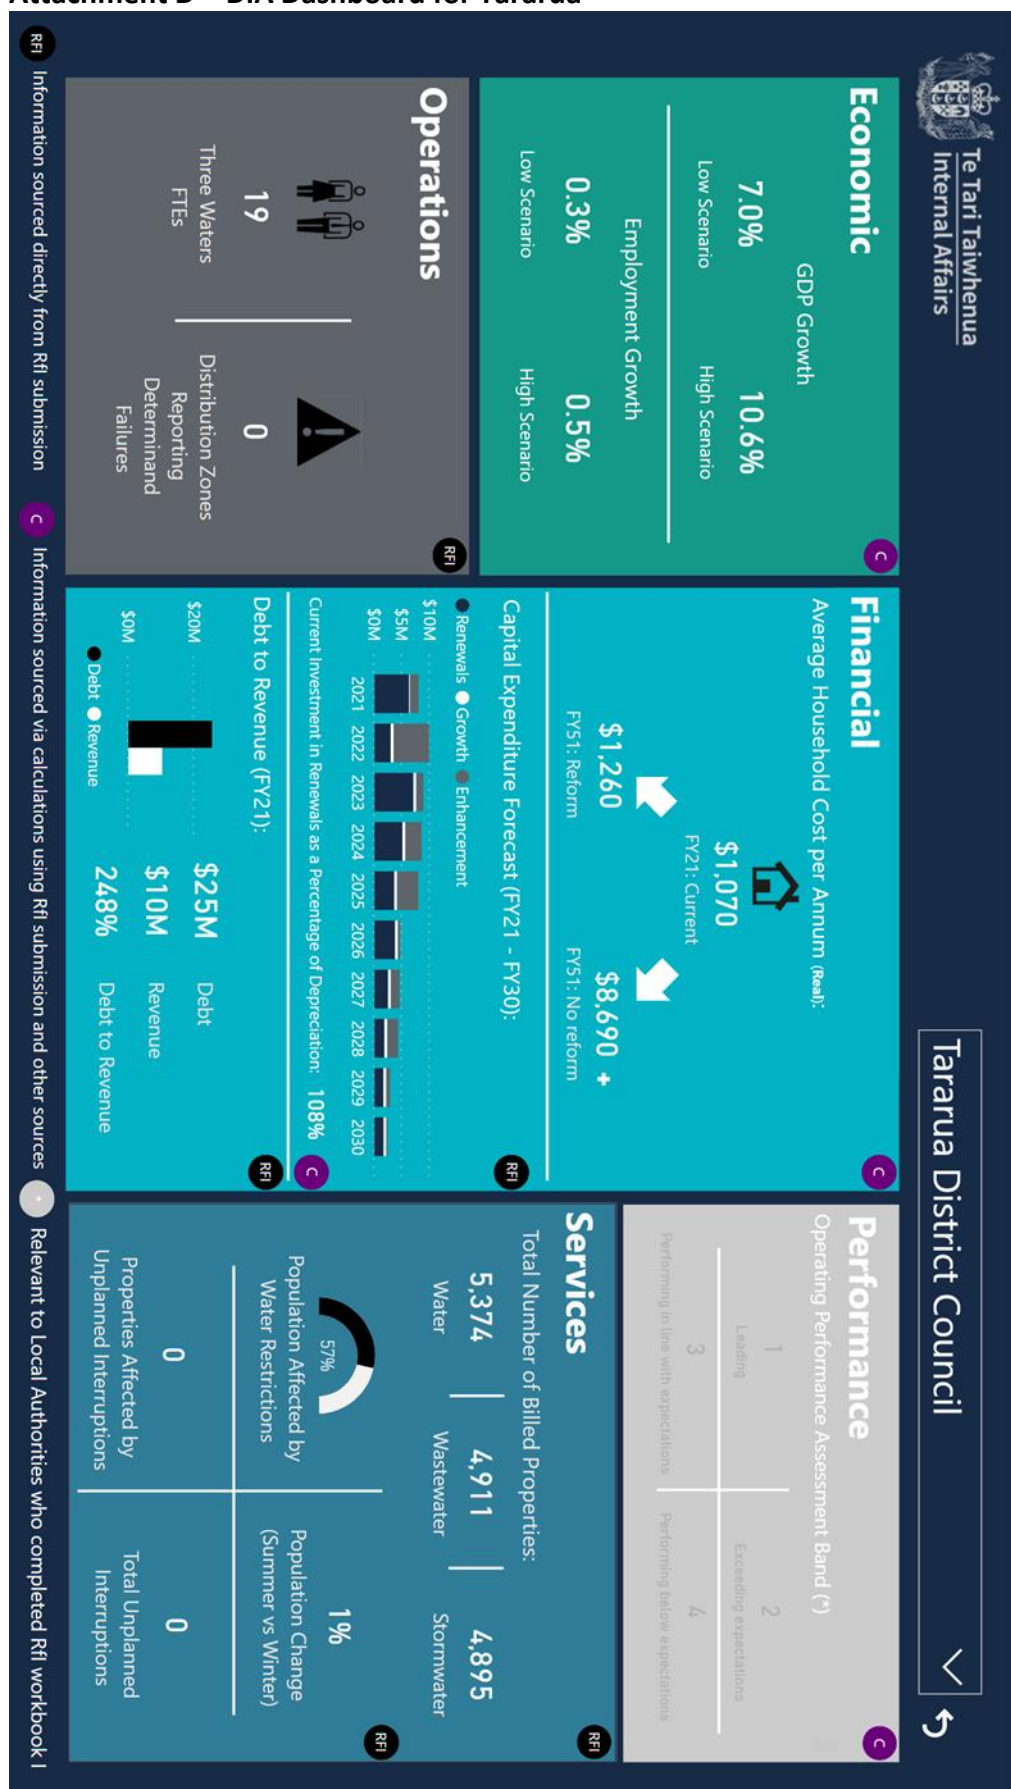 Attachment D – DIA Dashboard for Tararua
Te Tari Taiwhenua
Internal Affairs
Tararua District Council
Economic
C
GDP Growth
7.0%
Low Scenario
10.6%
High Scenario
Employment Growth
0.3%
Low Scenario
0.5%
High Scenario
Operations
RFI
19
Three Waters
FTEs
0
Distribution Zones
Reporting
Determinand
Failures
Financial
C
Average Household Cost per Annum (Real):
$1,070
FY21: Current
$1,260
FY51: Reform
$8,690 +
FY51: No reform
Capital Expenditure Forecast (FY21 - FY30):
RFI
Renewals Growth Enhancement
$10M
$5M
$0M
2021 2022 2023 2024 2025 2026 2027 2028 2029 2030
Current Investment in Renewals as a Percentage of Depreciation: 108%
C
Debt to Revenue (FY21):
RFI
$20M
$0M
Debt Revenue
$25M Debt
$10M Revenue
248% Debt to Revenue
Performance
C
Operating Performance Assessment Band (*)
1
Leading
2
Exceeding expectations
3
Performing in line with expectations
4
Performing below expectations
Services
RFI
Total Number of Billed Properties:
5,374
Water
4,911
Wastewater
4,895
Stormwater
RFI
57%
Population Affected by
Water Restrictions
1%
Population Change
(Summer vs Winter)
0
Properties Affected by
Unplanned Interruptions
0
Total Unplanned
Interruptions
RFI Information sourced directly from RfI submission
C Information sourced via calculations using RfI submission and other sources
* Relevant to Local Authorities who completed RfI workbook I